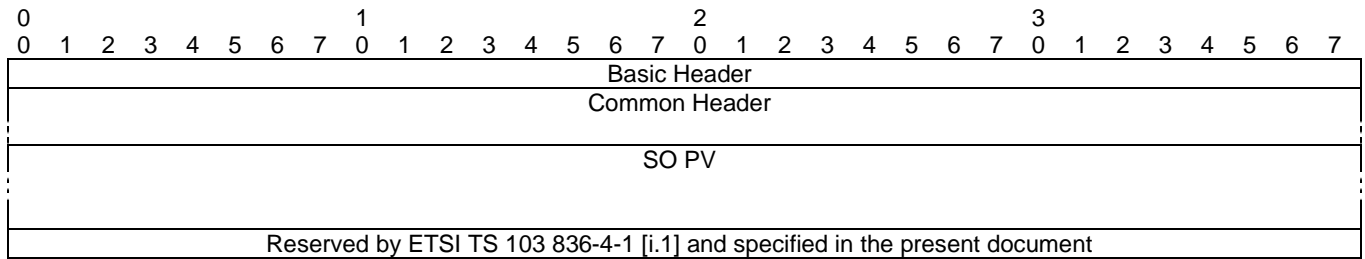 0 1 2 3
0 1 2 3 4 5 6 7 0 1 2 3 4 5 6 7 0 1 2 3 4 5 6 7 0 1 2 3 4 5 6 7
Basic Header
Common Header
SO PV
Reserved by ETSI TS 103 836-4-1 [i.1] and specified in the present document